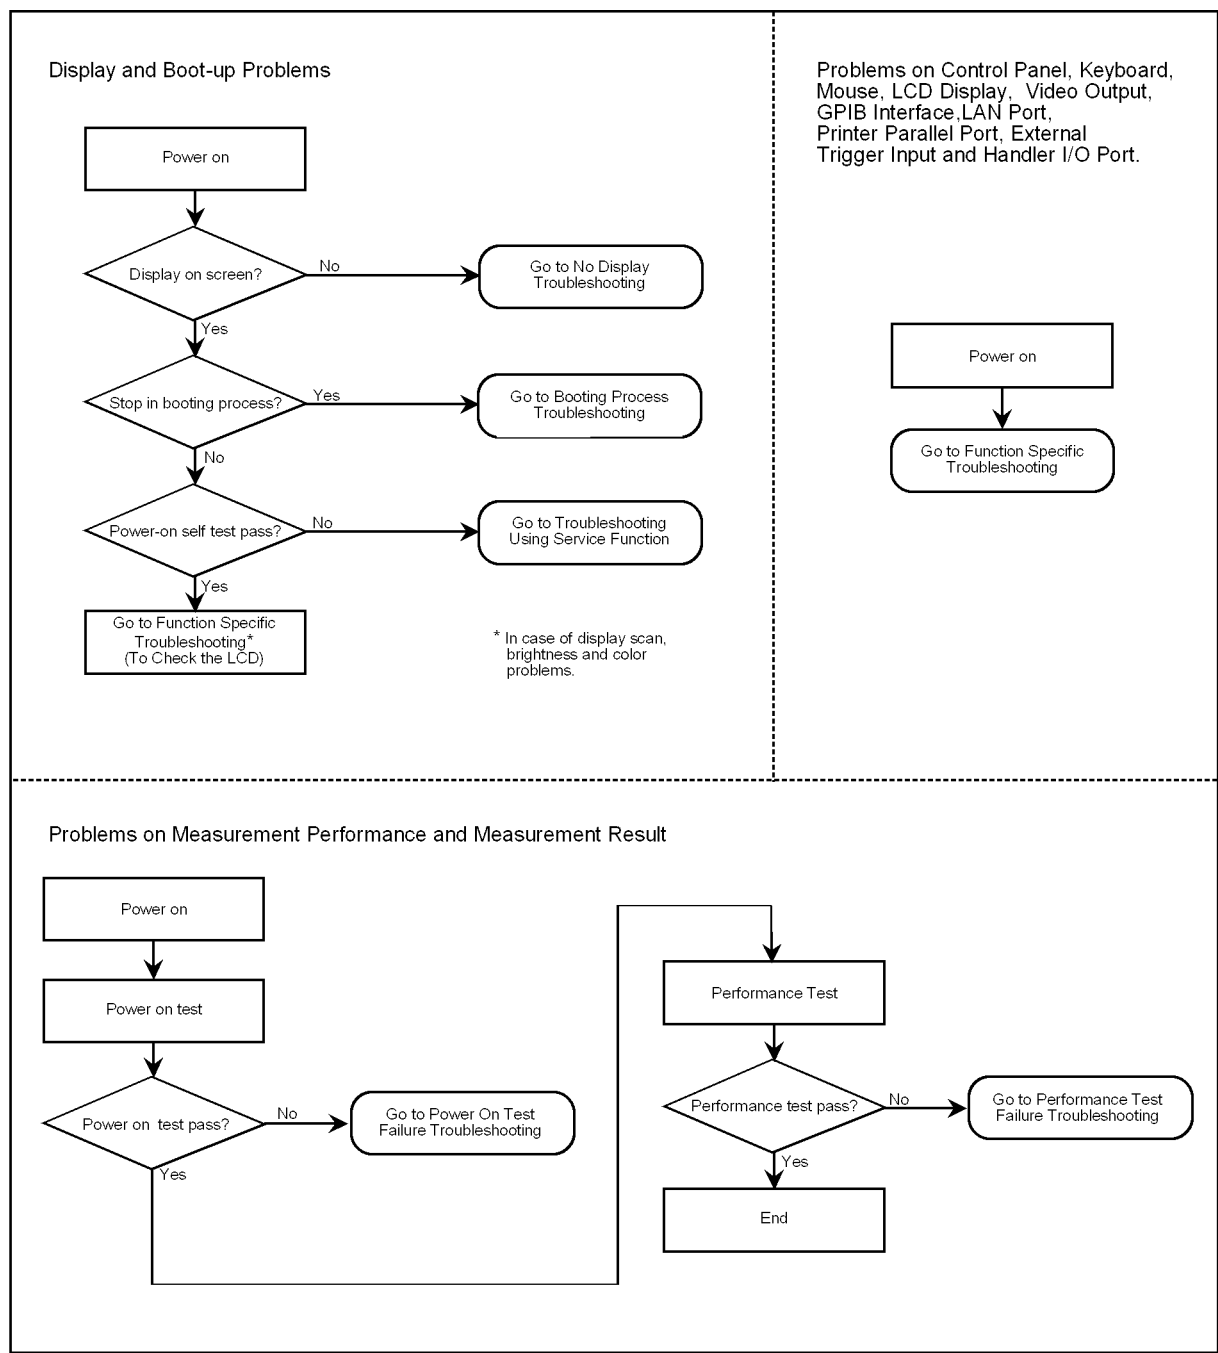 Display and Boot-up Problems
Power on
Display on screen?
No
Go to No Display
Troubleshooting
Yes
Stop in booting process?
Yes
Go to Booting Process
Troubleshooting
No
Power-on self test pass?
No
Go to Troubleshooting
Using Service Function
Yes
Go to Function Specific
Troubleshooting*
(To Check the LCD)
* In case of display scan,
brightness and color
problems.
Problems on Control Panel, Keyboard,
Mouse, LCD Display, Video Output,
GPIB Interface,LAN Port,
Printer Parallel Port, External
Trigger Input and Handler I/O Port.
Power on
Go to Function Specific
Troubleshooting
Problems on Measurement Performance and Measurement Result
Power on
Power on test
Power on test pass?
No
Go to Power On Test
Failure Troubleshooting
Yes
Performance Test
Performance test pass?
No
Go to Performance Test
Failure Troubleshooting
Yes
End